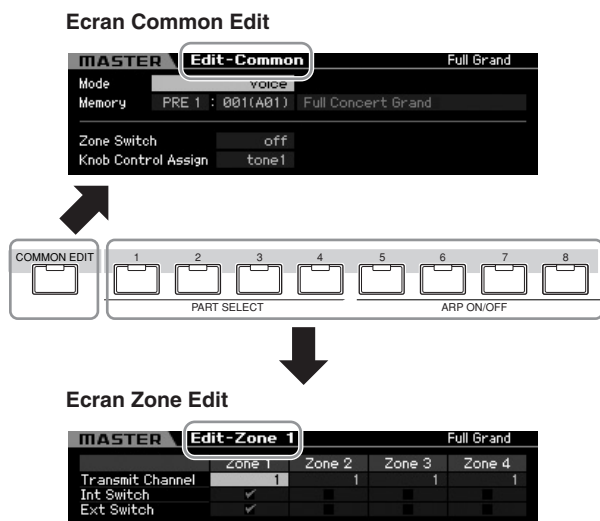 Ecran Common Edit
MASTER Edit-Common Full Grand
Mode Voice
Memory PRE 1 : 001(A01) Full Concert Grand
Zone Switch off
Knob Control Assign tone1
COMMON EDIT 1 2 3 4 5 6 7 8
PART SELECT ARP ON/OFF
Ecran Zone Edit
MASTER Edit-Zone 1 Full Grand
Zone 1 Zone 2 Zone 3 Zone 4
Transmit Channel 1 1 1 1
Int Switch
Ext Switch